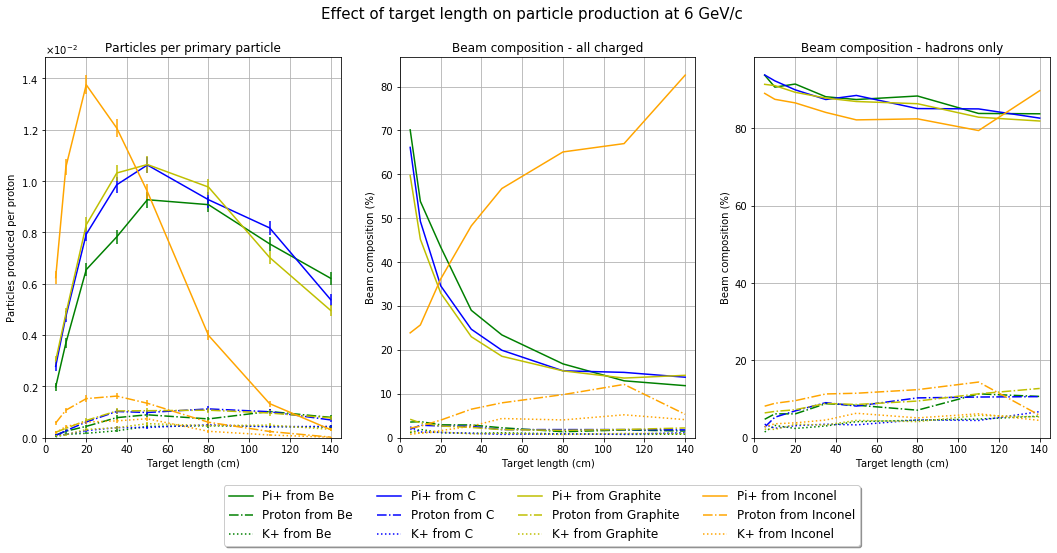 Effect of target length on particle production at 6 GeV/c
×10⁻²
Particles per primary particle
Beam composition - all charged
Beam composition - hadrons only
Particles produced per proton
1.4
1.2
1.0
0.8
0.6
0.4
0.2
0.0
0 20 40 60 80 100 120 140
Target length (cm)
Beam composition (%)
80
70
60
50
40
30
20
10
0
0 20 40 60 80 100 120 140
Target length (cm)
Beam composition (%)
80
60
40
20
0
0 20 40 60 80 100 120 140
Target length (cm)
Pi+ from Be Pi+ from C Pi+ from Graphite Pi+ from Inconel
Proton from Be Proton from C Proton from Graphite Proton from Inconel
K+ from Be K+ from C K+ from Graphite K+ from Inconel